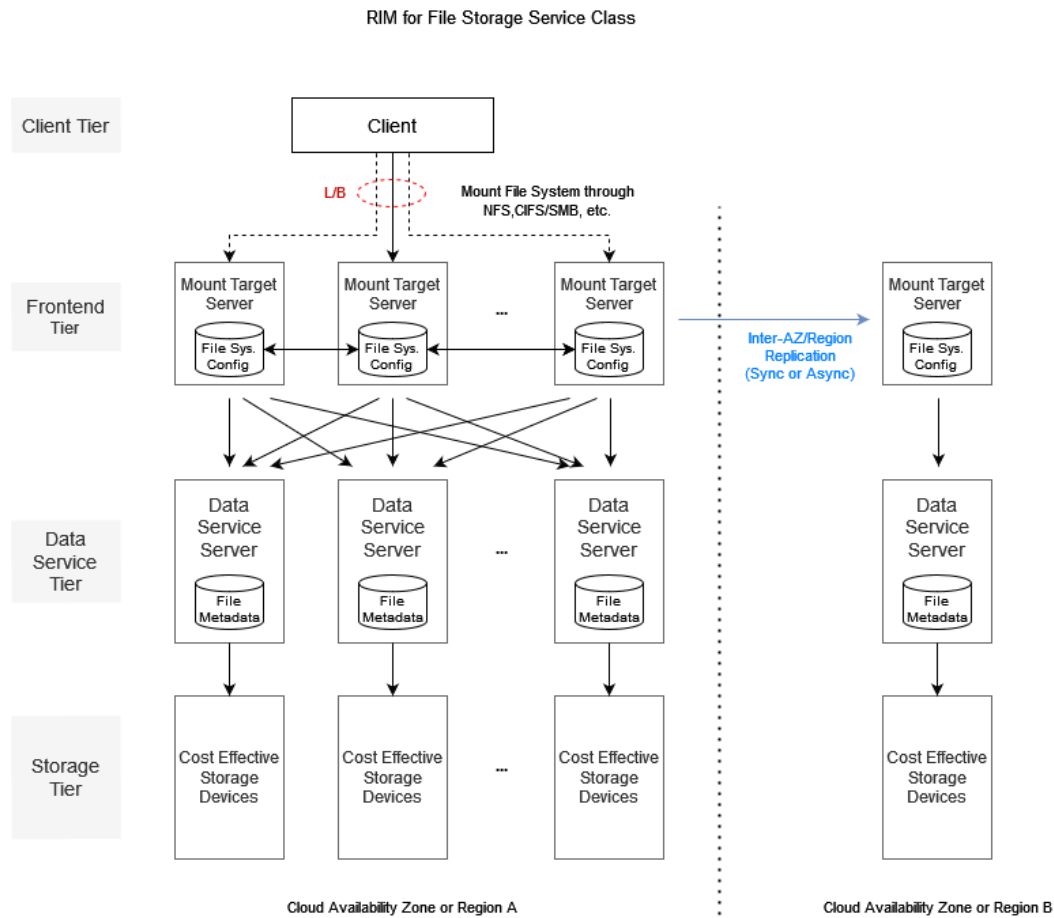 RIM for File Storage Service Class
Client Tier
Client
L/B
Mount File System through
NFS,CIFS/SMB, etc.
Frontend
Tier
Mount Target
Server
File Sys.
Config
Mount Target
Server
File Sys.
Config
...
Mount Target
Server
File Sys.
Config
Inter-AZ/Region
Replication
(Sync or Async)
Mount Target
Server
File Sys.
Config
Data
Service
Tier
Data
Service
Server
File
Metadata
Data
Service
Server
File
Metadata
...
Data
Service
Server
File
Metadata
Data
Service
Server
File
Metadata
Storage
Tier
Cost Effective
Storage
Devices
Cost Effective
Storage
Devices
...
Cost Effective
Storage
Devices
Cost Effective
Storage
Devices
Cloud Availability Zone or Region A
Cloud Availability Zone or Region B